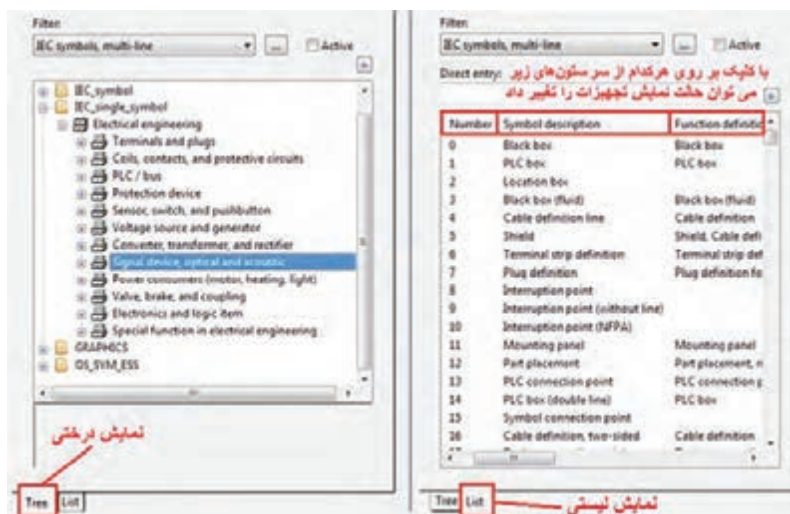 Filter:
IEC symbols, multi-line
...
Active
IEC_symbol
IEC_single_symbol
Electrical engineering
Terminals and plugs
Coils, contacts, and protective circuits
PLC / bus
Protection device
Sensor, switch, and pushbutton
Voltage source and generator
Converter, transformer, and rectifier
Signal device, optical and acoustic
Power consumers (motor, heating, light)
Valve, brake, and coupling
Electronics and logic item
Special function in electrical engineering
GRAPHICS
OS_SYM_ESS
نمایش درختی
Tree List
Filter:
IEC symbols, multi-line
...
Active
Direct entry:
با کلیک بر روی هرکدام از سر ستون‌های زیر
می توان حالت نمایش تجهیزات را تغییر داد
Number Symbol description Function definitio
0 Black box Black box
1 PLC box PLC box
2 Location box
3 Black box (fluid) Black box (fluid)
4 Cable definition line Cable definition
5 Shield Shield, Cable defi
6 Terminal strip definition Terminal strip def
7 Plug definition Plug definition fo
8 Interruption point
9 Interruption point (without line)
10 Interruption point (NFPA)
11 Mounting panel Mounting panel
12 Part placement Part placement, n
13 PLC connection point PLC connection p
14 PLC box (double line) PLC box
15 Symbol connection point
16 Cable definition, two-sided Cable definition
نمایش لیستی
Tree List